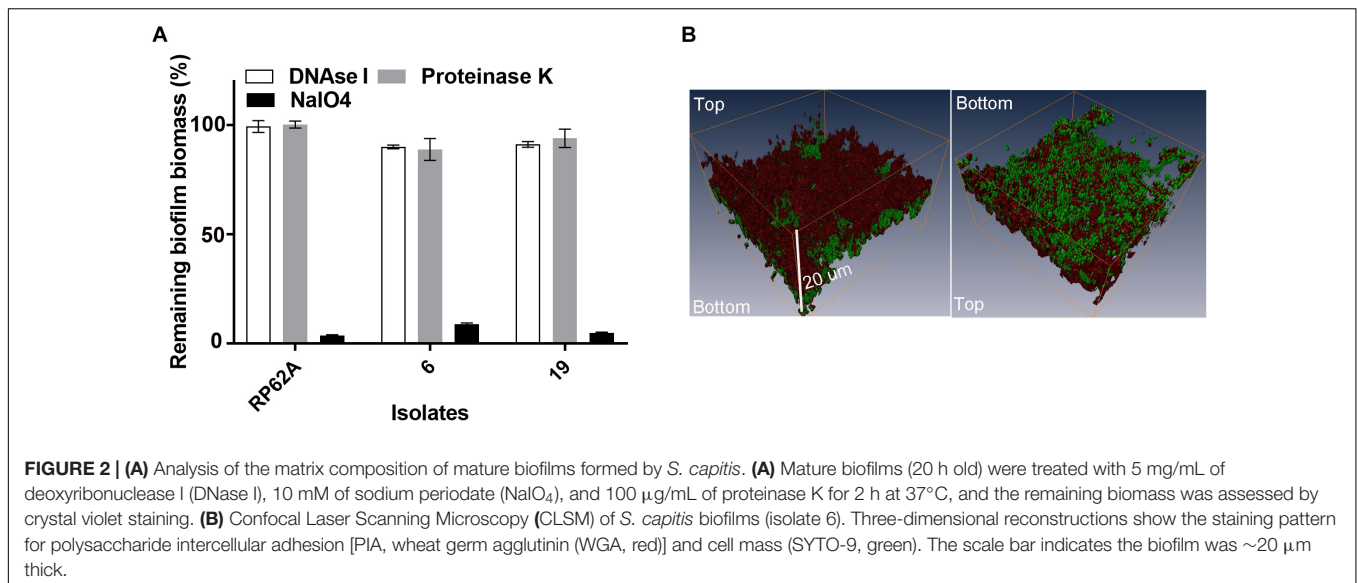 A
B
DNAse I
Proteinase K
NaIO4
Remaining biofilm biomass (%)
100
50
0
RP62A
6
19
Isolates
Top
Bottom
20 um
Bottom
Top
FIGURE 2 | (A) Analysis of the matrix composition of mature biofilms formed by S. capitis. (A) Mature biofilms (20 h old) were treated with 5 mg/mL of
deoxyribonuclease I (DNase I), 10 mM of sodium periodate (NaIO₄), and 100 μg/mL of proteinase K for 2 h at 37°C, and the remaining biomass was assessed by
crystal violet staining. (B) Confocal Laser Scanning Microscopy (CLSM) of S. capitis biofilms (isolate 6). Three-dimensional reconstructions show the staining pattern
for polysaccharide intercellular adhesion [PIA, wheat germ agglutinin (WGA, red)] and cell mass (SYTO-9, green). The scale bar indicates the biofilm was ~20 μm
thick.